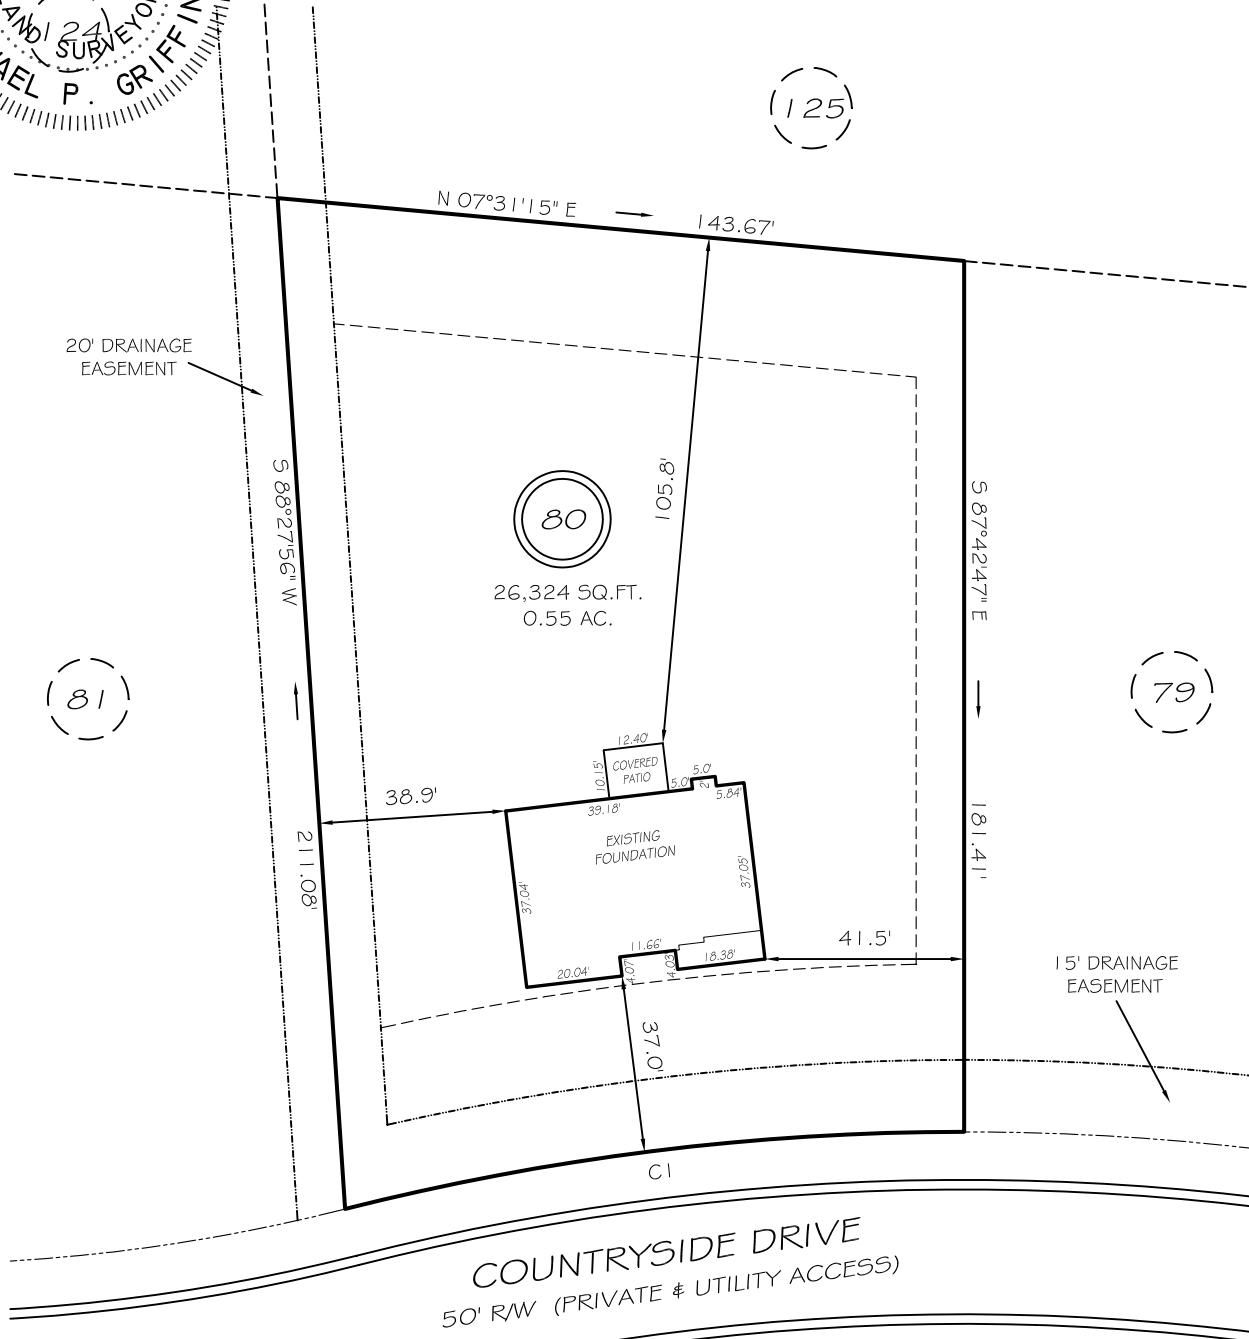 124
LAND SURVEYOR
AEL P. GRIFFIN
125
N 07°31'15" E
143.67'
20' DRAINAGE
EASEMENT
S 88°27'56" W
211.08'
105.8'
80
26,324 SQ.FT.
0.55 AC.
S 87°42'47" E
181.41'
81
79
12.40'
10.15'
COVERED
PATIO
5.0'
5.0'
2'
5.84'
38.9'
39.18'
EXISTING
FOUNDATION
37.04'
37.05'
11.66'
20.04'
4.07'
4.03'
18.38'
41.5'
37.0'
15' DRAINAGE
EASEMENT
C1
COUNTRYSIDE DRIVE
50' R/W (PRIVATE & UTILITY ACCESS)